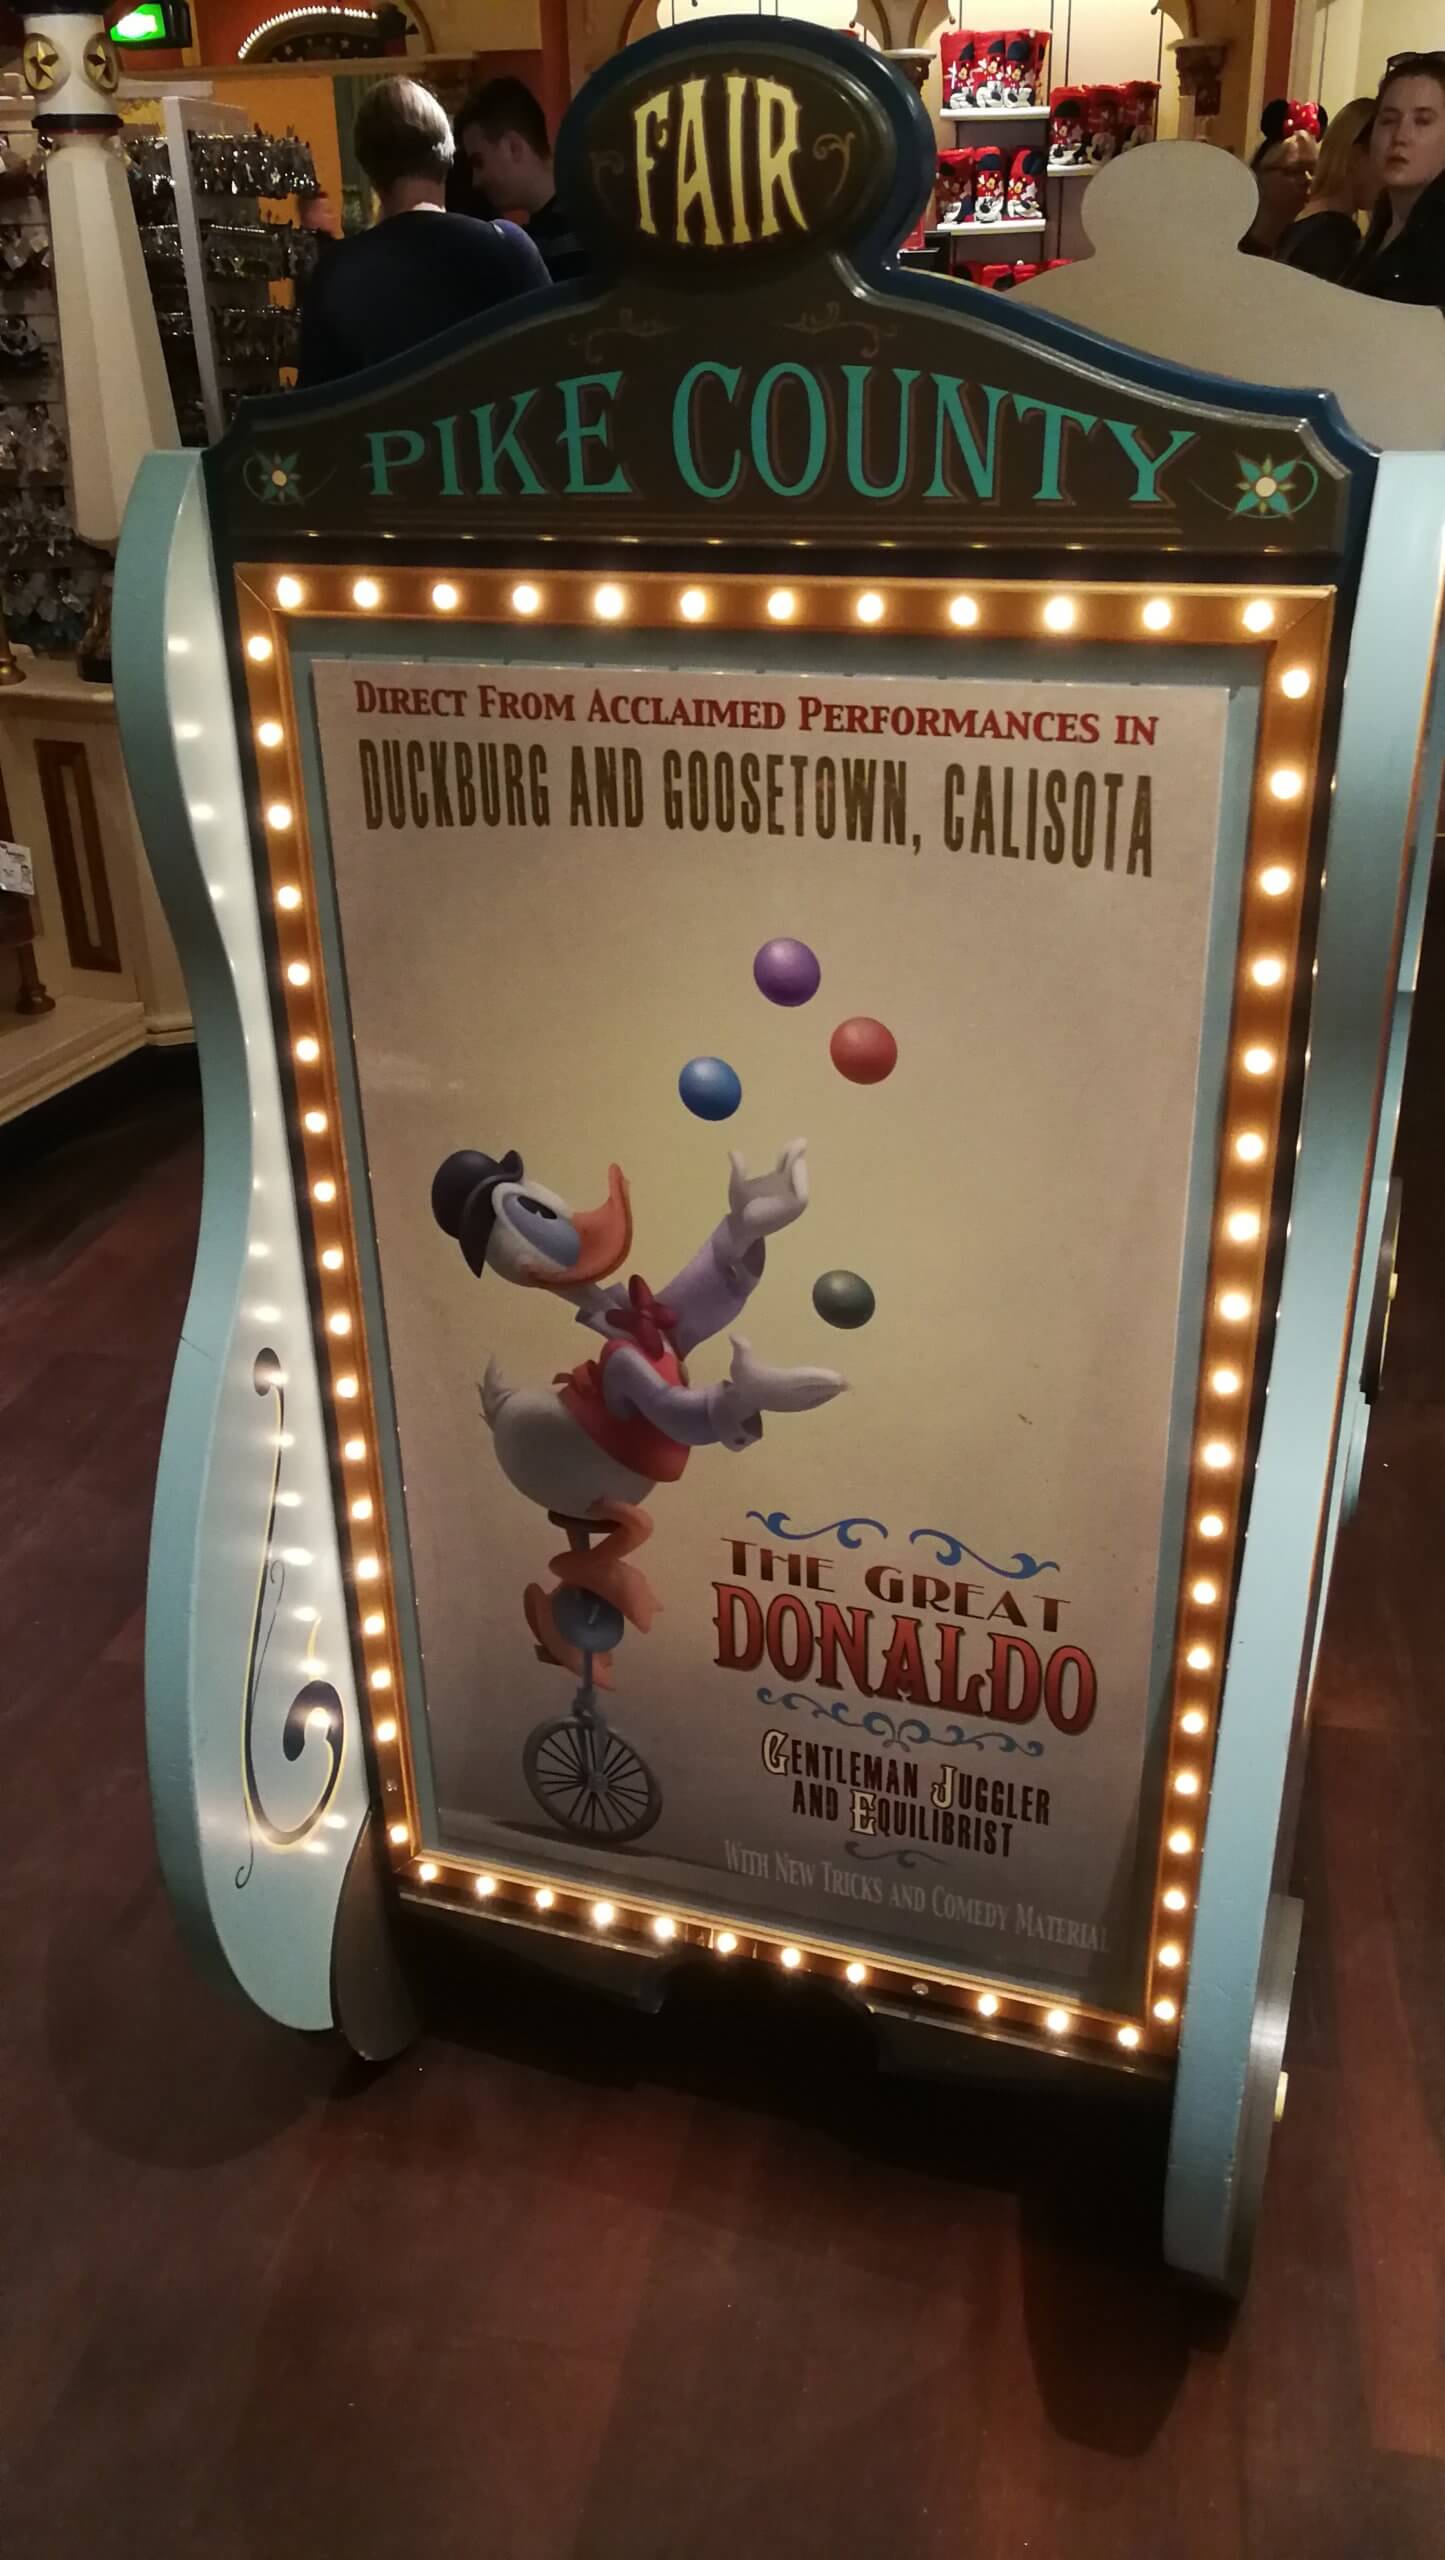 FAIR
PIKE COUNTY
DIRECT FROM ACCLAIMED PERFORMANCES IN
DUCKBURG AND GOOSETOWN, CALISOTA
THE GREAT
DONALDO
GENTLEMAN JUGGLER
AND EQUILIBRIST
WITH NEW TRICKS AND COMEDY MATERIAL